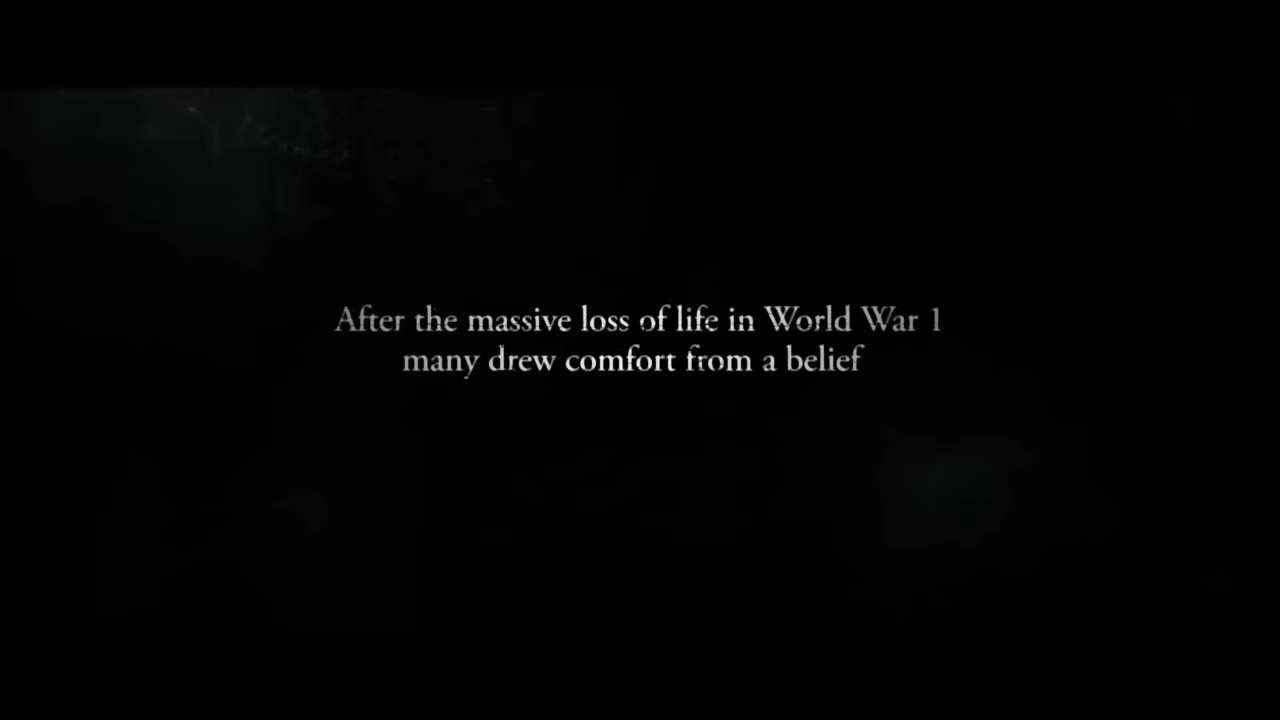 After the massive loss of life in World War 1
many drew comfort from a belief